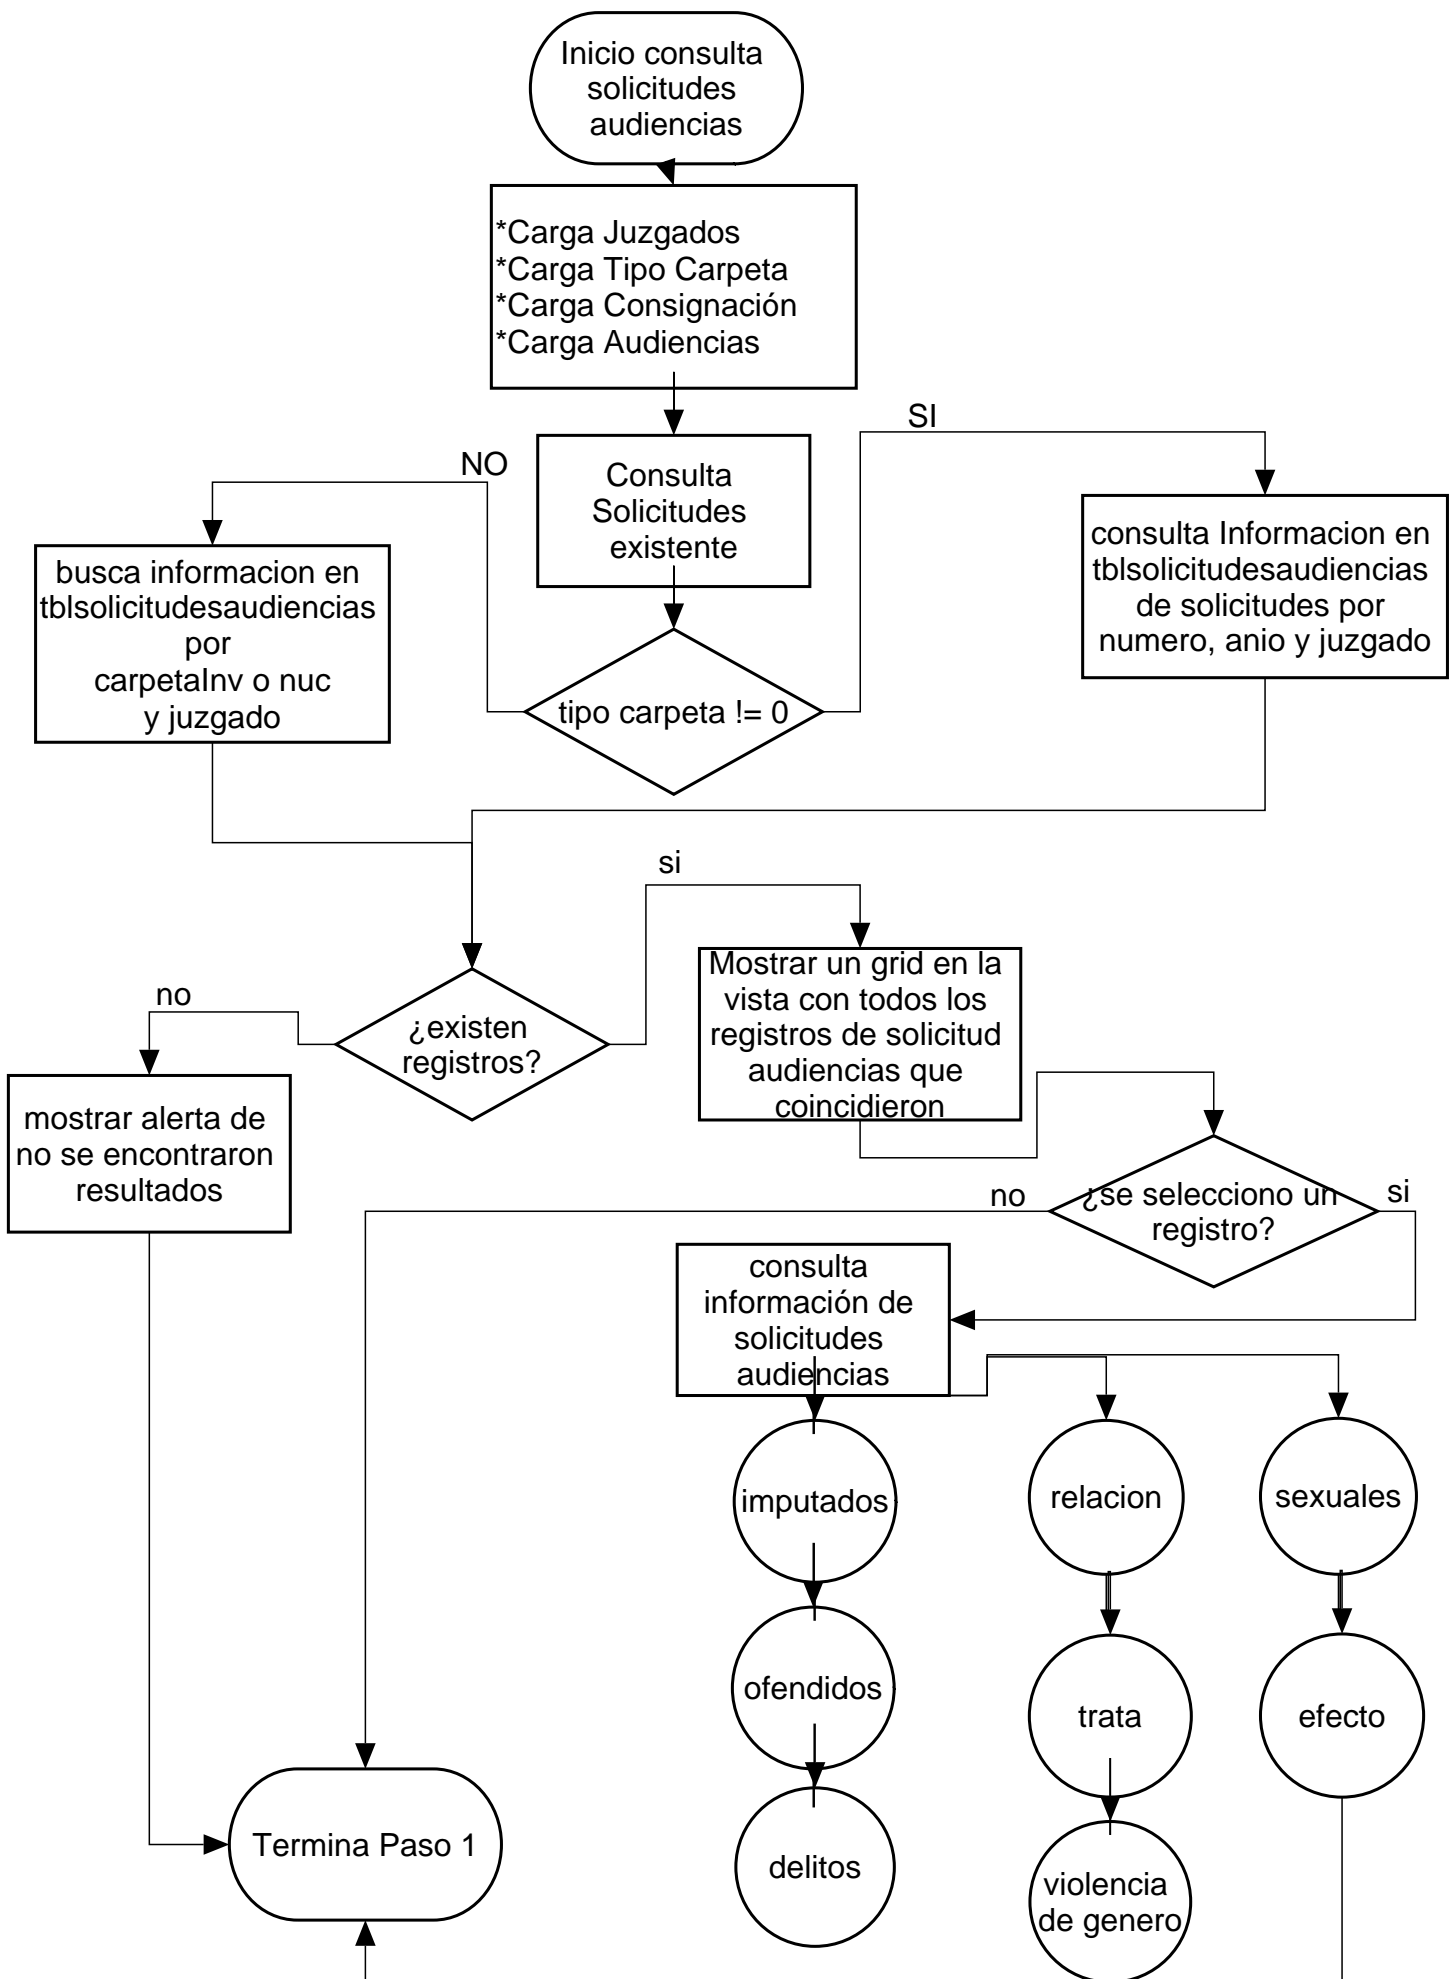 Inicio consulta
solicitudes
audiencias
*Carga Juzgados
*Carga Tipo Carpeta
*Carga Consignación
*Carga Audiencias
SI
NO
Consulta
Solicitudes
existente
consulta Informacion en
tblsolicitudesaudiencias
de solicitudes por
numero, anio y juzgado
busca informacion en
tblsolicitudesaudiencias
por
carpetaInv o nuc
y juzgado
tipo carpeta != 0
si
Mostrar un grid en la
vista con todos los
registros de solicitud
audiencias que
coincidieron
no
¿existen
registros?
mostrar alerta de
no se encontraron
resultados
no
¿se selecciono un
registro?
si
consulta
información de
solicitudes
audiencias
imputados
relacion
sexuales
ofendidos
trata
efecto
Termina Paso 1
delitos
violencia
de genero